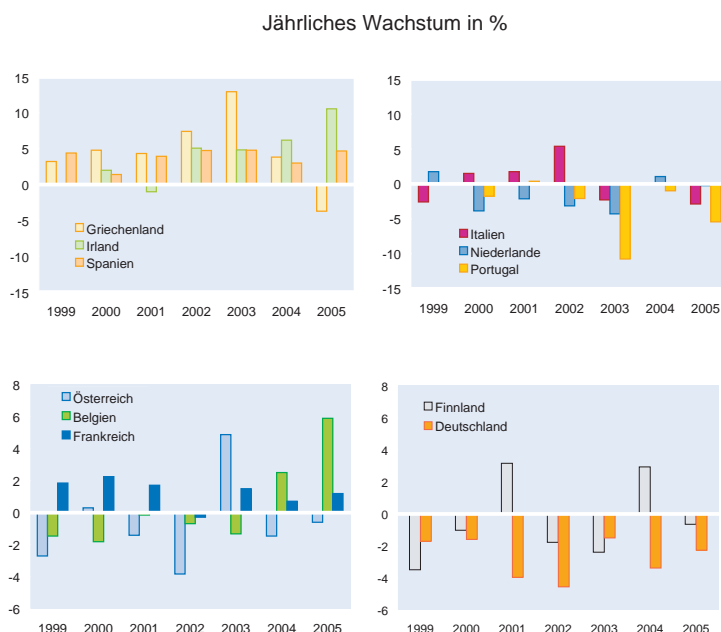 Jährliches Wachstum in %
15
10
5
0
-5
-10
-15
Griechenland
Irland
Spanien
1999 2000 2001 2002 2003 2004 2005
15
10
5
0
-5
-10
-15
Italien
Niederlande
Portugal
1999 2000 2001 2002 2003 2004 2005
8
6
4
2
0
-2
-4
-6
Österreich
Belgien
Frankreich
1999 2000 2001 2002 2003 2004 2005
8
6
4
2
0
-2
-4
-6
Finnland
Deutschland
1999 2000 2001 2002 2003 2004 2005